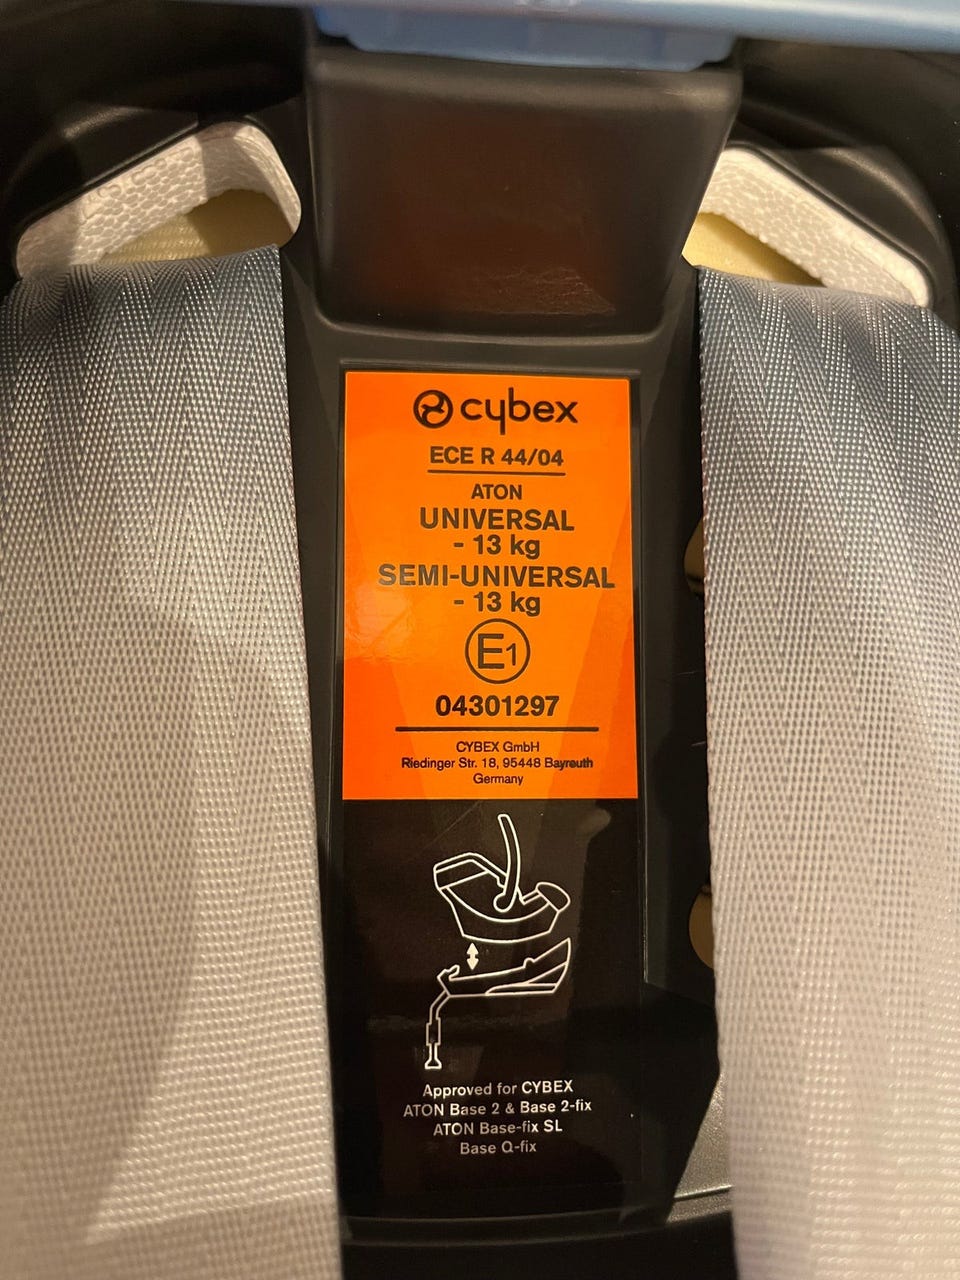 cybex
ECE R 44/04
ATON
UNIVERSAL
- 13 kg
SEMI-UNIVERSAL
- 13 kg
E1
04301297
CYBEX GmbH
Riedinger Str. 18, 95448 Bayreuth
Germany
Approved for CYBEX
ATON Base 2 & Base 2-fix
ATON Base-fix SL
Base Q-fix